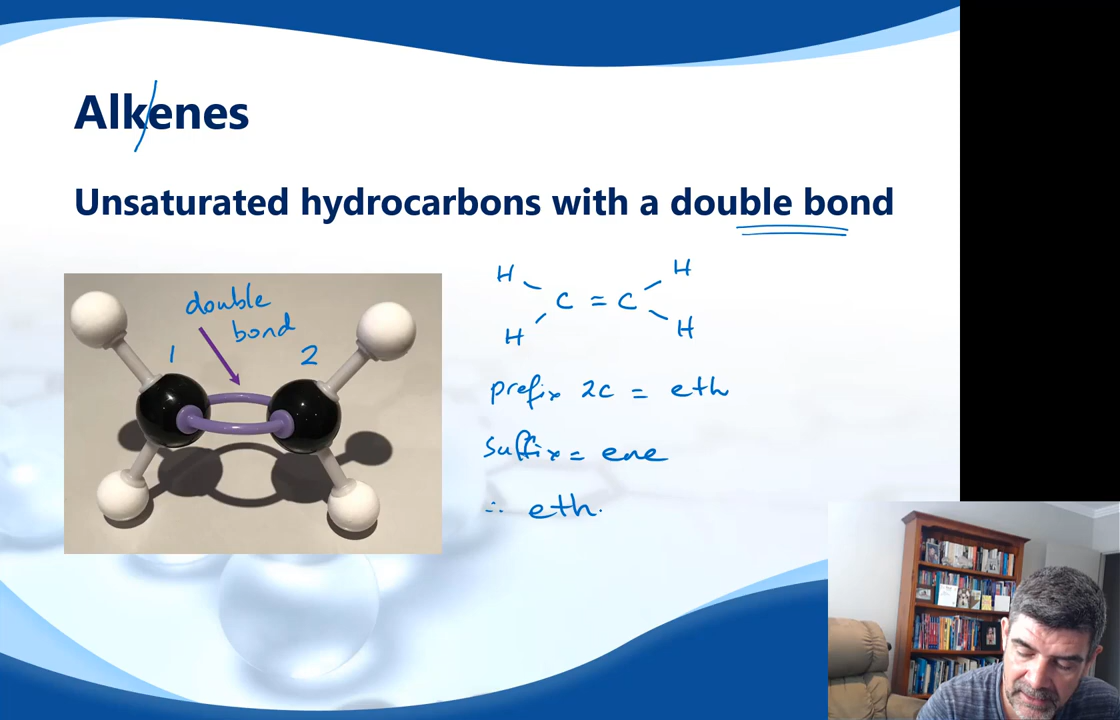 Alkenes
Unsaturated hydrocarbons with a double bond
double
bond
1
2
H H
C = C
H H
prefix 2C = eth
suffix = ene
∴ eth